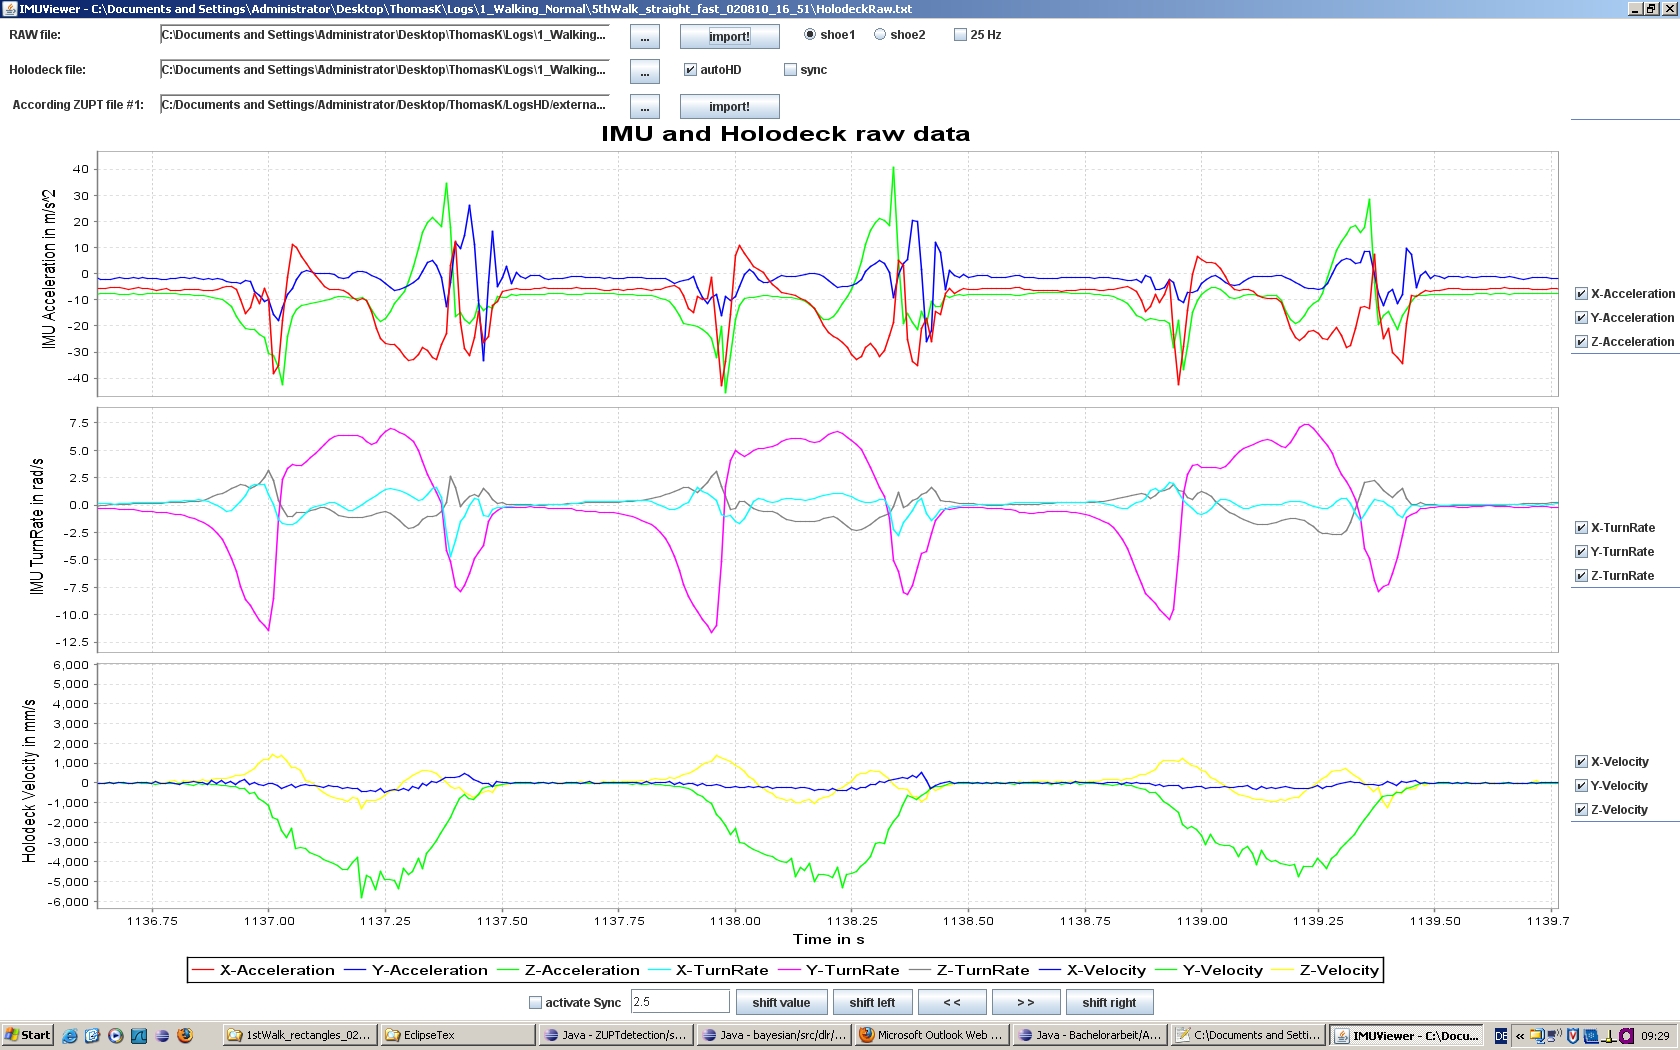 IMUViewer - C:\Documents and Settings\Administrator\Desktop\ThomasK\Logs\1_Walking_Normal\5thWalk_straight_fast_020810_16_51\HolodeckRaw.txt
RAW file: C:\Documents and Settings\Administrator\Desktop\ThomasK\Logs\1_Walking... ... import! shoe1 shoe2 25 Hz
Holodeck file: C:\Documents and Settings\Administrator\Desktop\ThomasK\Logs\1_Walking... ... autoHD sync
According ZUPT file #1: C:/Documents and Settings/Administrator/Desktop/ThomasK/LogsHD/externa... ... import!
IMU and Holodeck raw data
IMU Acceleration in m/s^2
40
30
20
10
0
-10
-20
-30
-40
X-Acceleration
Y-Acceleration
Z-Acceleration
IMU TurnRate in rad/s
7.5
5.0
2.5
0.0
-2.5
-5.0
-7.5
-10.0
-12.5
X-TurnRate
Y-TurnRate
Z-TurnRate
Holodeck Velocity in mm/s
6,000
5,000
4,000
3,000
2,000
1,000
0
-1,000
-2,000
-3,000
-4,000
-5,000
-6,000
X-Velocity
Y-Velocity
Z-Velocity
1136.75 1137.00 1137.25 1137.50 1137.75 1138.00 1138.25 1138.50 1138.75 1139.00 1139.25 1139.50 1139.7
Time in s
X-Acceleration Y-Acceleration Z-Acceleration X-TurnRate Y-TurnRate Z-TurnRate X-Velocity Y-Velocity Z-Velocity
activate Sync 2.5 shift value shift left << >> shift right
Start 1stWalk_rectangles_02... EclipseTex Java - ZUPTdetection/s... Java - bayesian/src/dlr/... Microsoft Outlook Web ... Java - Bachelorarbeit/A... C:\Documents and Setti... IMUViewer - C:\Docu... DE « 09:29